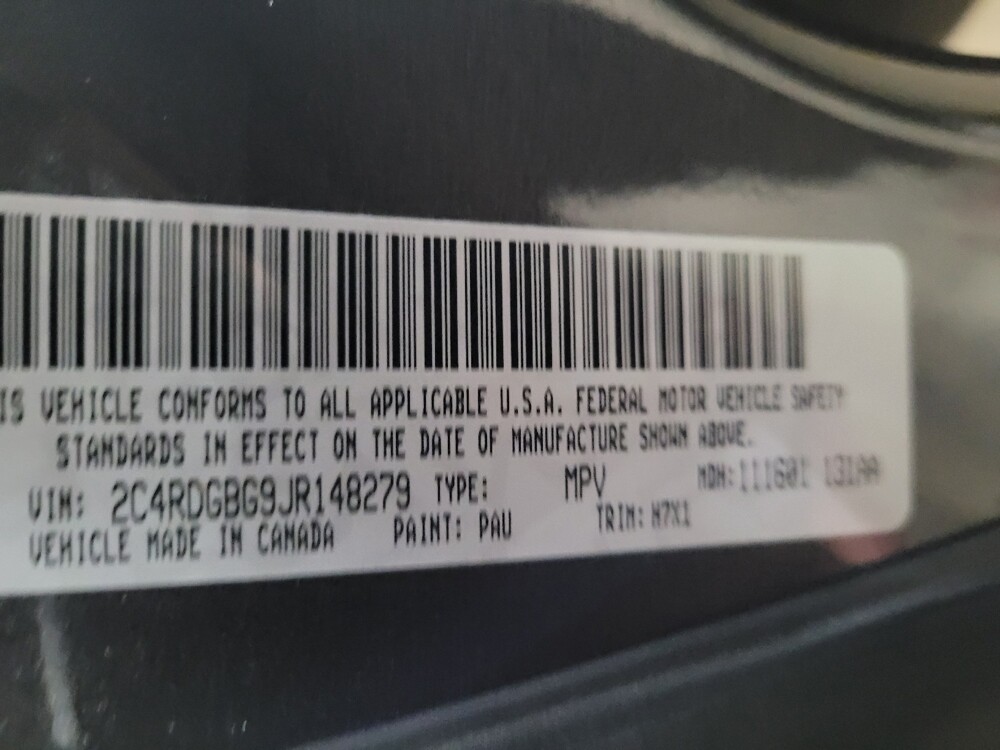 IS VEHICLE CONFORMS TO ALL APPLICABLE U.S.A. FEDERAL MOTOR VEHICLE SAFETY
STANDARDS IN EFFECT ON THE DATE OF MANUFACTURE SHOWN ABOVE.
VIN: 2C4RDGBG9JR148279 TYPE: MPV MDH: 111601 131AA
VEHICLE MADE IN CANADA PAINT: PAU TRIM: